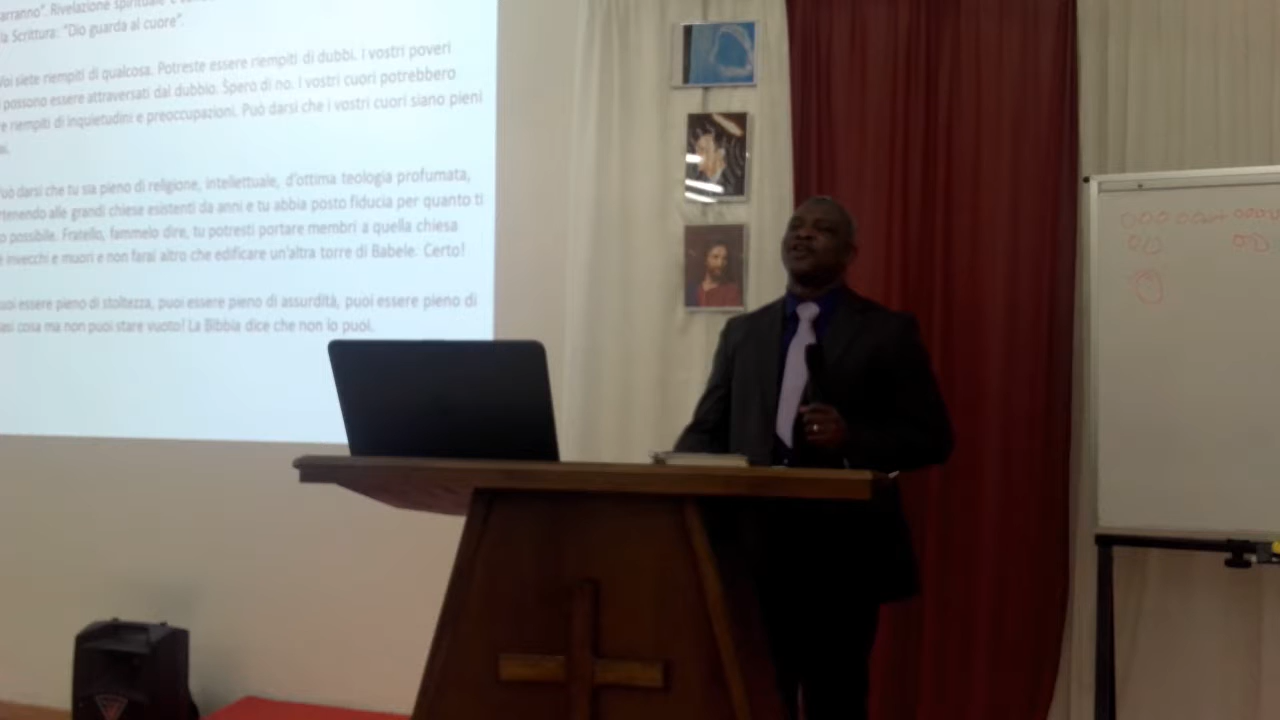 arranno". Rivelazione spirituale
la Scrittura: "Dio guarda al cuore".
Voi siete riempiti di qualcosa. Potreste essere riempiti di dubbi. I vostri poveri
possono essere attraversati dal dubbio. Spero di no. I vostri cuori potrebbero
e riempiti di inquietudini e preoccupazioni. Può darsi che i vostri cuori siano pieni
Può darsi che tu sia pieno di religione, intellettuale, d'ottima teologia profumata,
rtenendo alle grandi chiese esistenti da anni e tu abbia posto fiducia per quanto ti
o possibile. Fratello, fammelo dire, tu potresti portare membri a quella chiesa
é invecchi e muori e non farai altro che edificare un'altra torre di Babele. Certo!
uoi essere pieno di stoltezza, puoi essere pieno di assurdità, puoi essere pieno di
asi cosa ma non puoi stare vuoto! La Bibbia dice che non lo puoi.